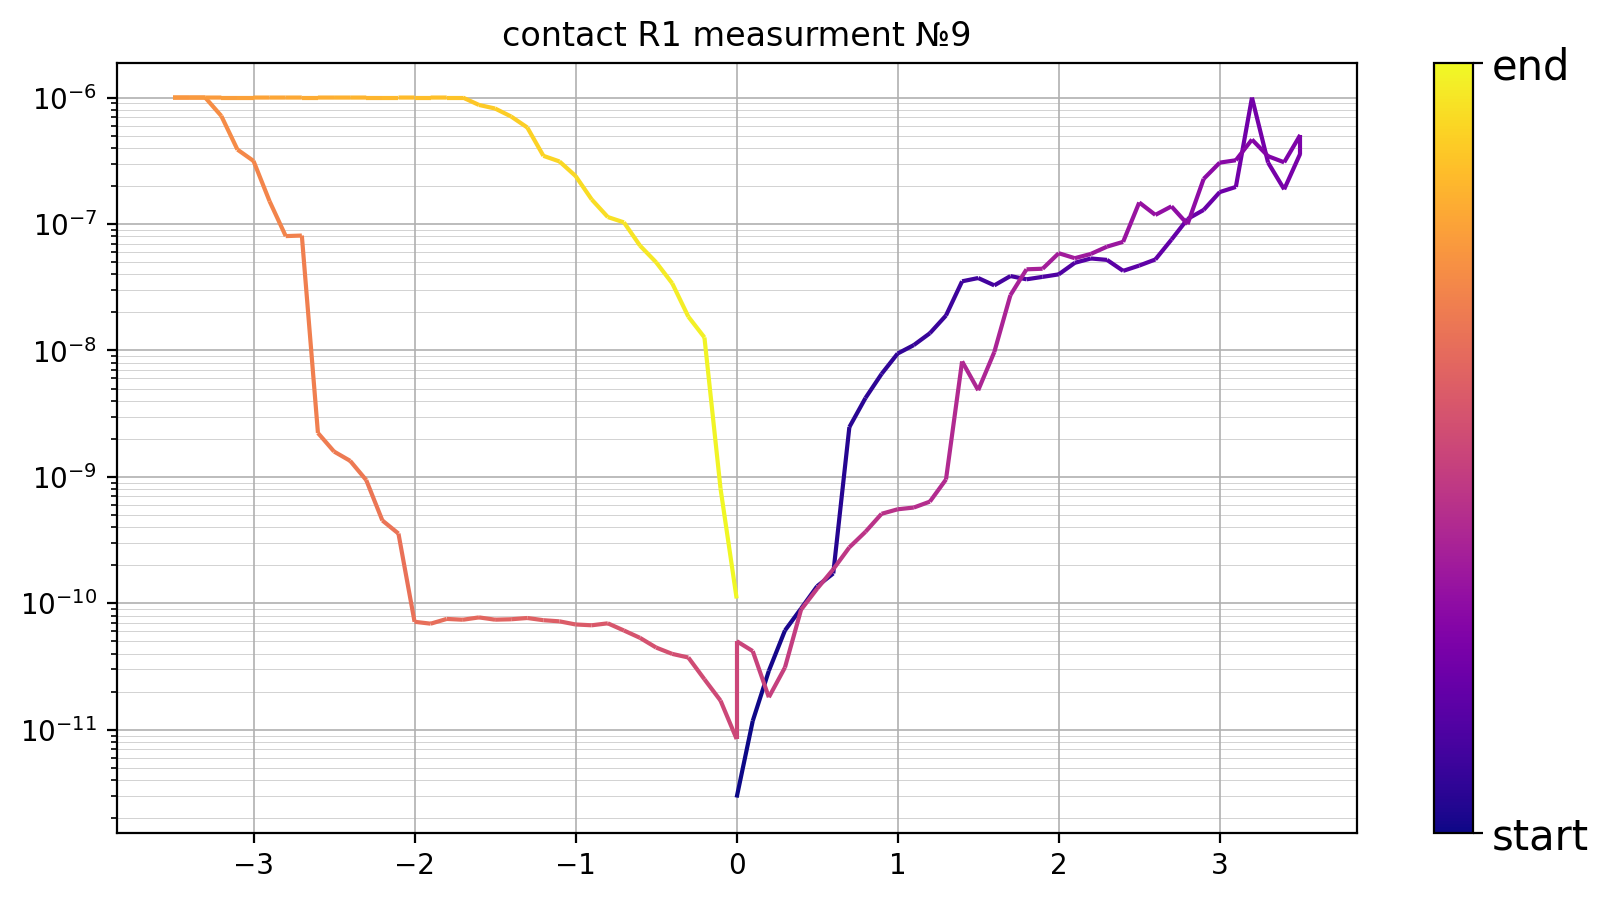 contact R1 measurment №9
10⁻⁶
10⁻⁷
10⁻⁸
10⁻⁹
10⁻¹⁰
10⁻¹¹
−3 −2 −1 0 1 2 3
end
start